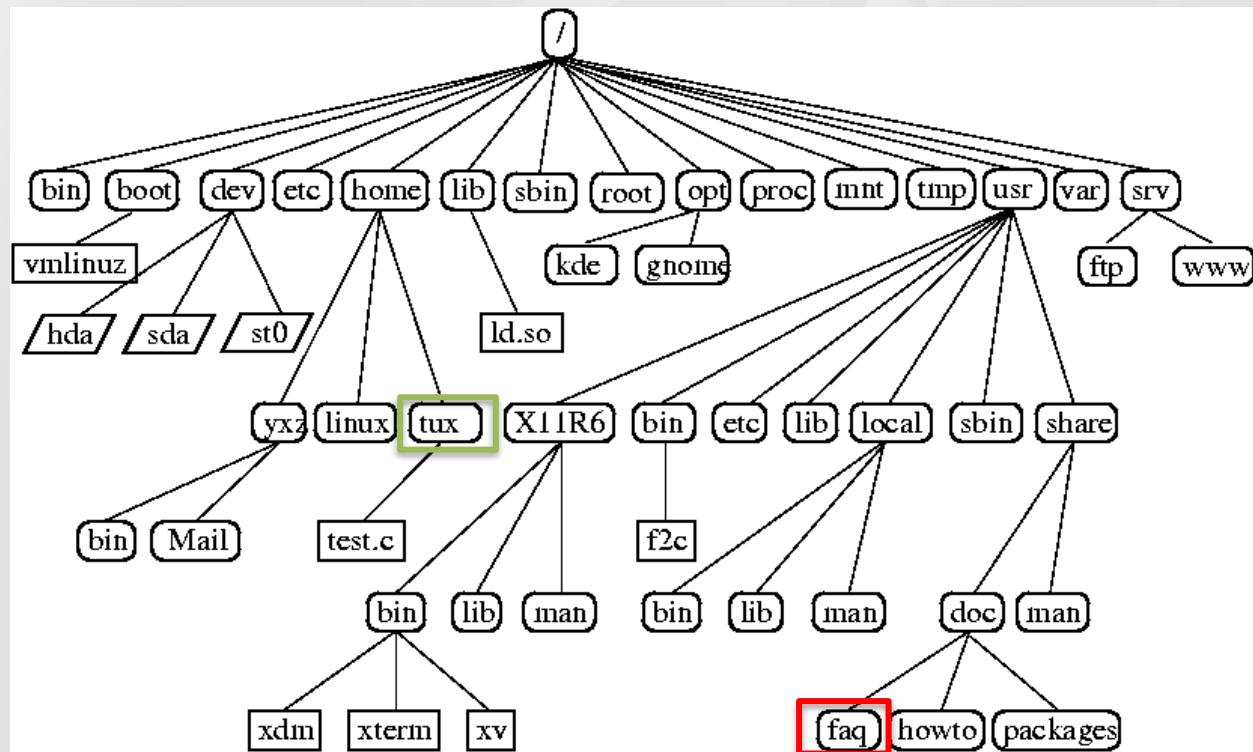 /
bin boot dev etc home lib sbin root opt proc mnt tmp usr var srv
vmlinuz kde gnome ftp www
hda sda st0 ld.so
yxz linux tux X11R6 bin etc lib local sbin share
bin Mail test.c f2c
bin lib man bin lib man doc man
xdm xterm xv faq howto packages